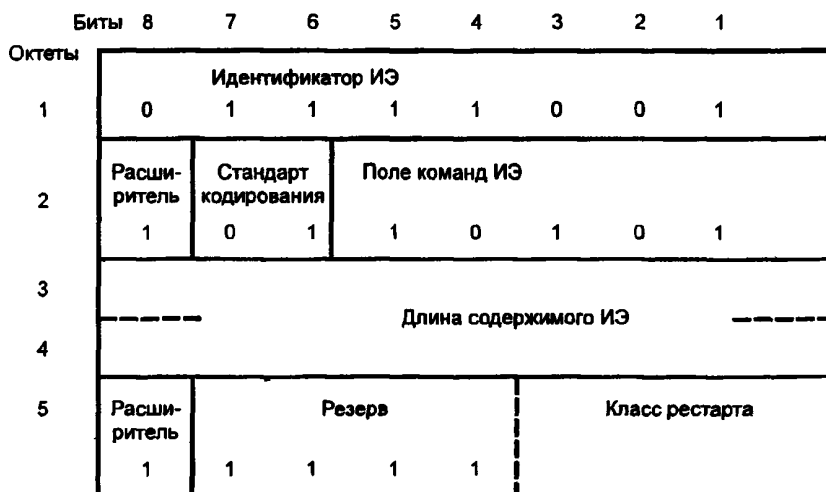 Биты 8 7 6 5 4 3 2 1
Октеты
Идентификатор ИЭ
1 0 1 1 1 1 0 0 1
Расши- Стандарт Поле команд ИЭ
ритель кодирования
2
1 0 1 1 0 1 0 1
3
Длина содержимого ИЭ
4
5 Расши- Резерв Класс рестарта
ритель
1 1 1 1 1